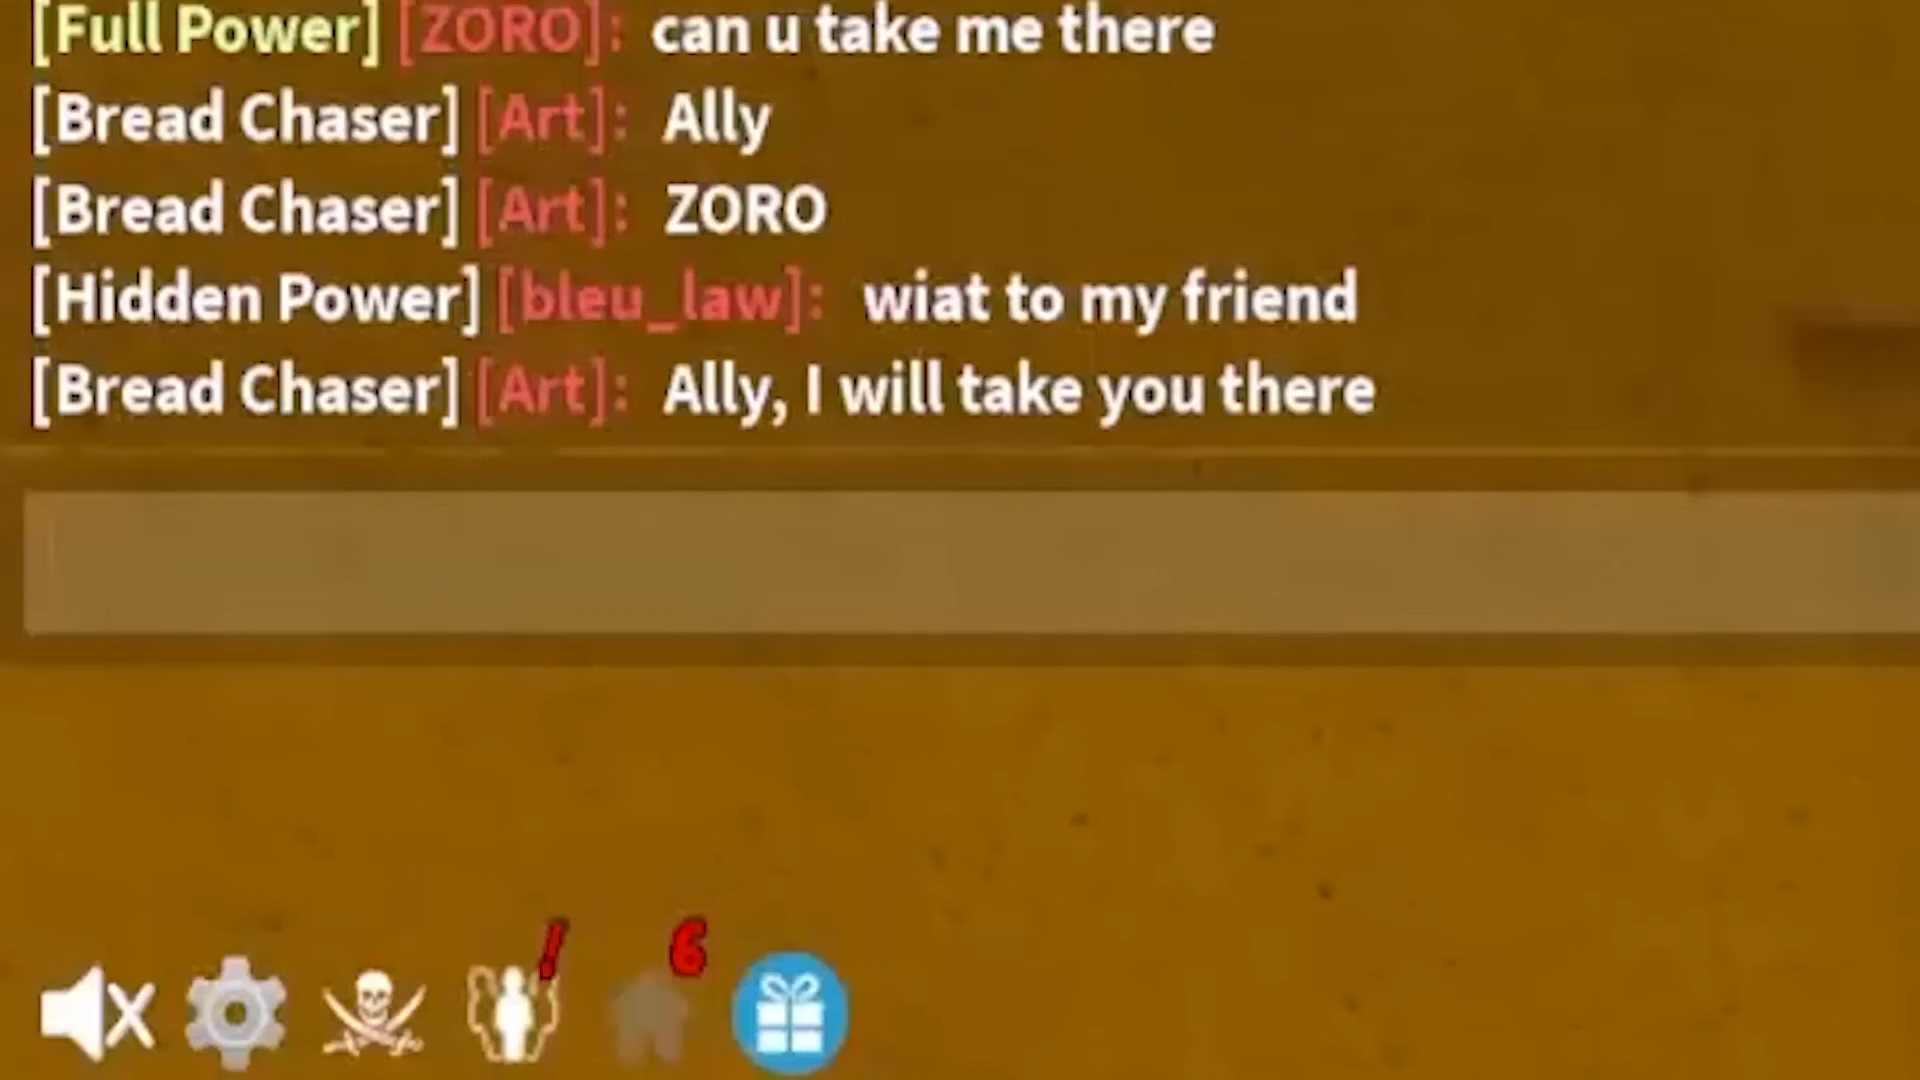 [Full Power] [ZORO]: can u take me there
[Bread Chaser] [Art]: Ally
[Bread Chaser] [Art]: ZORO
[Hidden Power] [bleu_law]: wiat to my friend
[Bread Chaser] [Art]: Ally, I will take you there
! 6